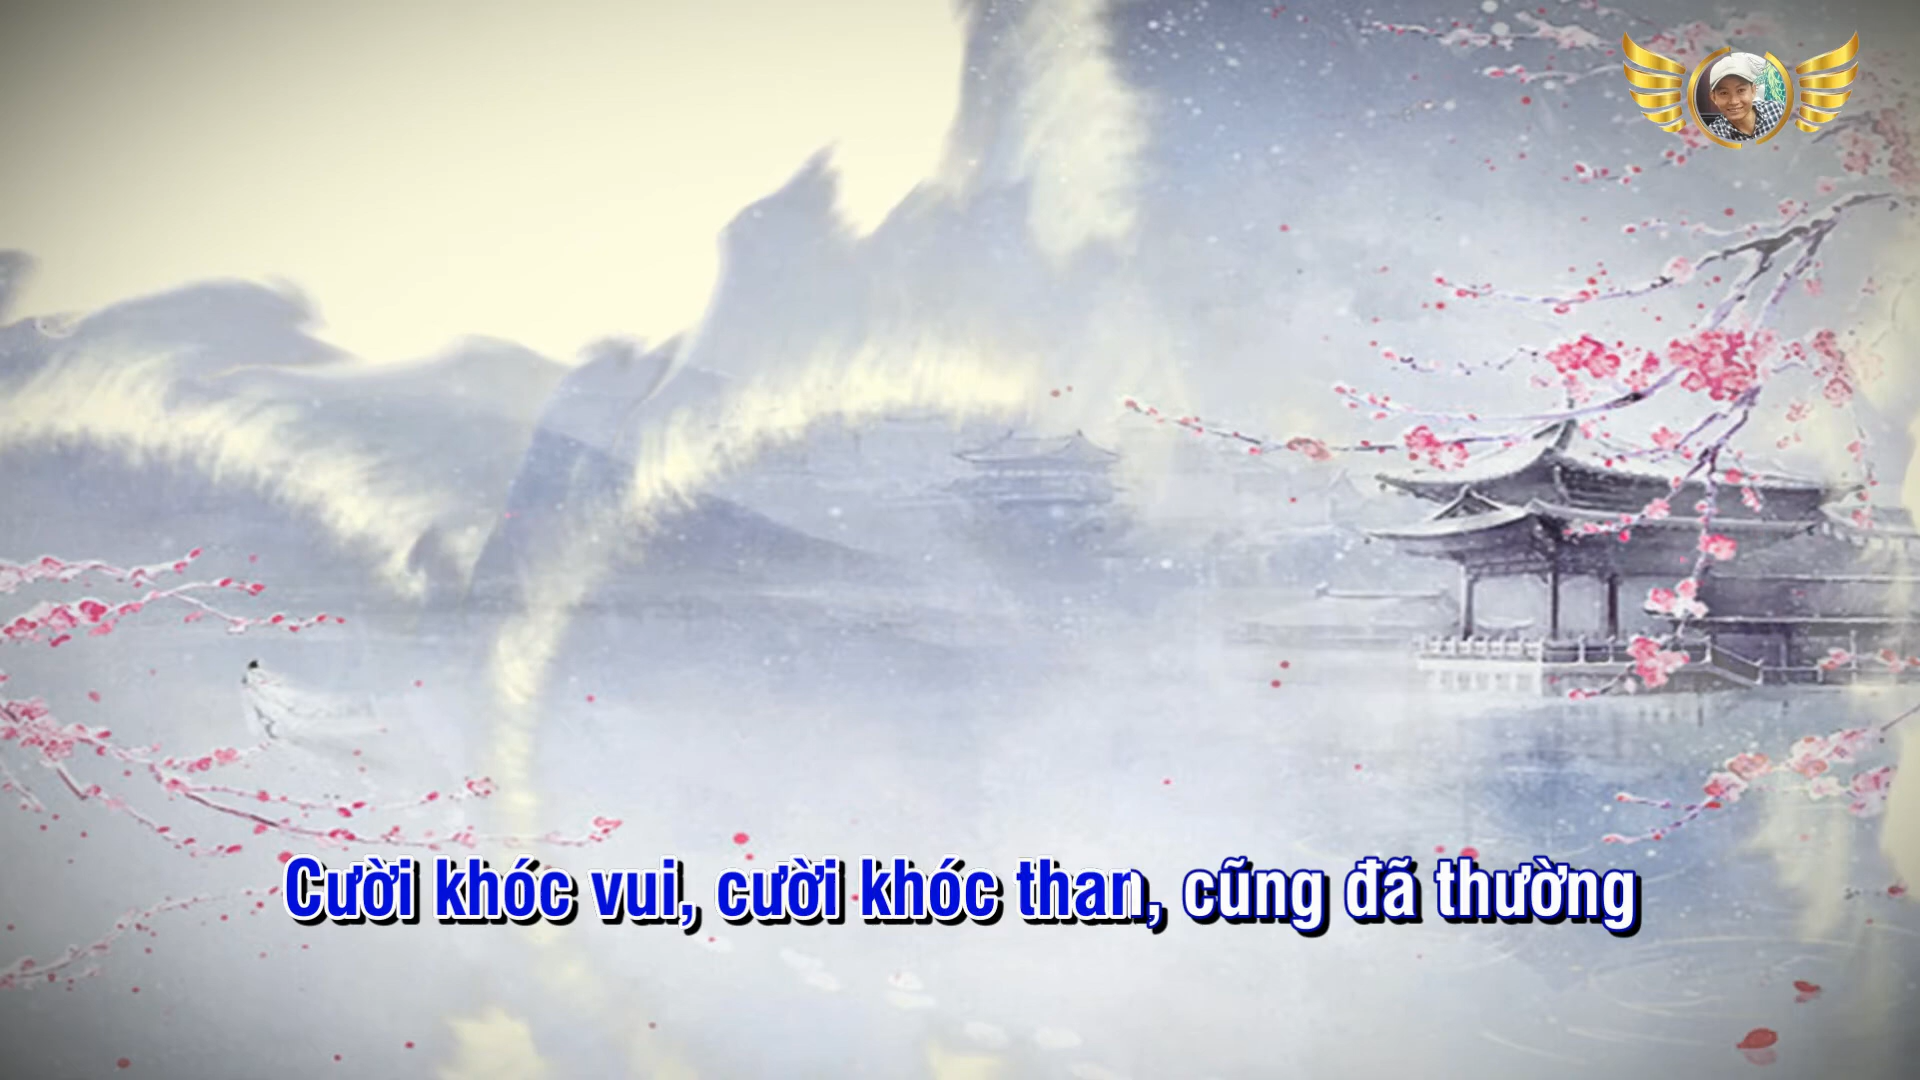 Cười khóc vui, cười khóc than, cũng đã thường